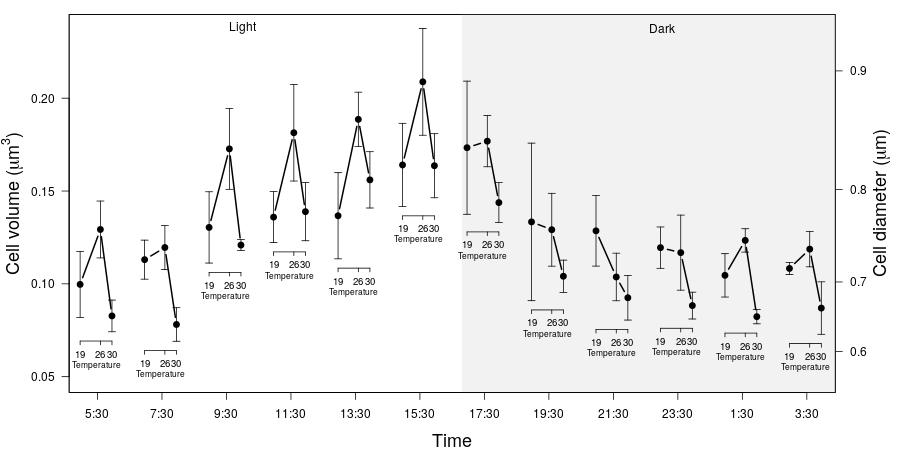 Light
Dark
Cell volume (µm³)
0.20
0.15
0.10
0.05
Cell diameter (µm)
0.9
0.8
0.7
0.6
19 26 30
Temperature
19 26 30
Temperature
19 26 30
Temperature
19 26 30
Temperature
19 26 30
Temperature
19 26 30
Temperature
19 26 30
Temperature
19 26 30
Temperature
19 26 30
Temperature
19 26 30
Temperature
19 26 30
Temperature
19 26 30
Temperature
5:30 7:30 9:30 11:30 13:30 15:30 17:30 19:30 21:30 23:30 1:30 3:30
Time